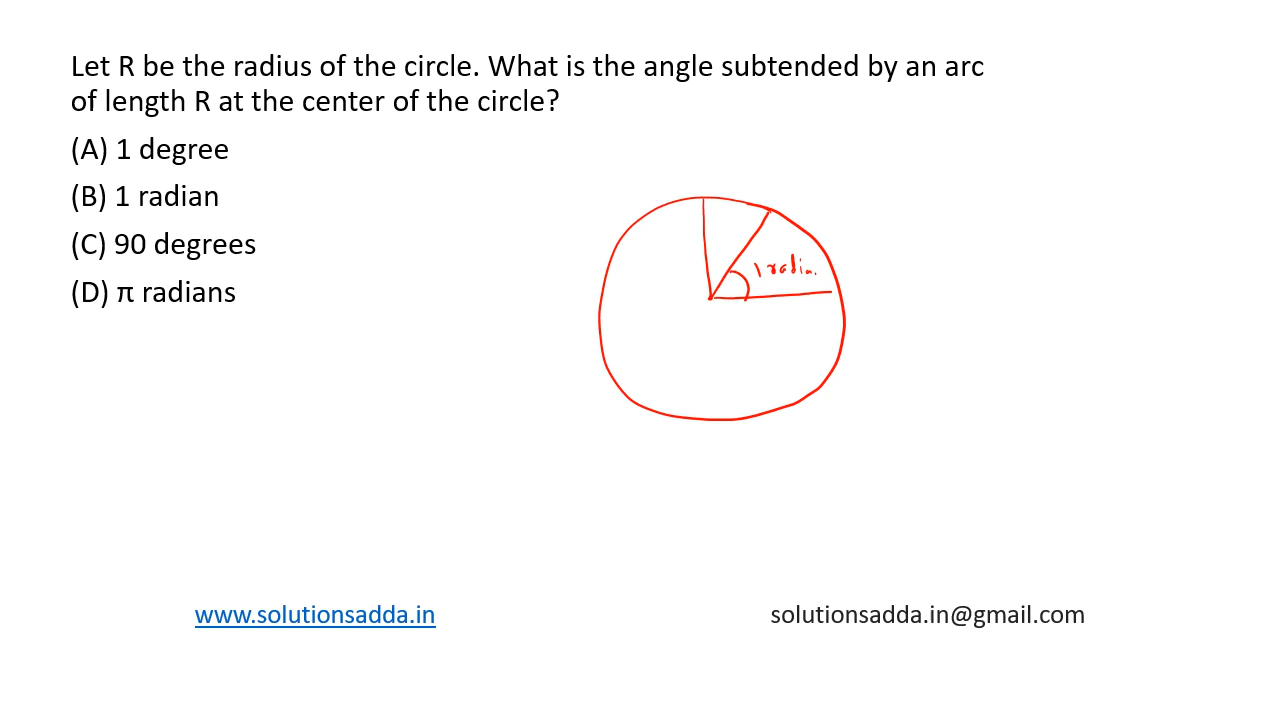 Let R be the radius of the circle. What is the angle subtended by an arc
of length R at the center of the circle?
(A) 1 degree
(B) 1 radian
(C) 90 degrees
(D) π radians
1 radia.
www.solutionsadda.in
solutionsadda.in@gmail.com